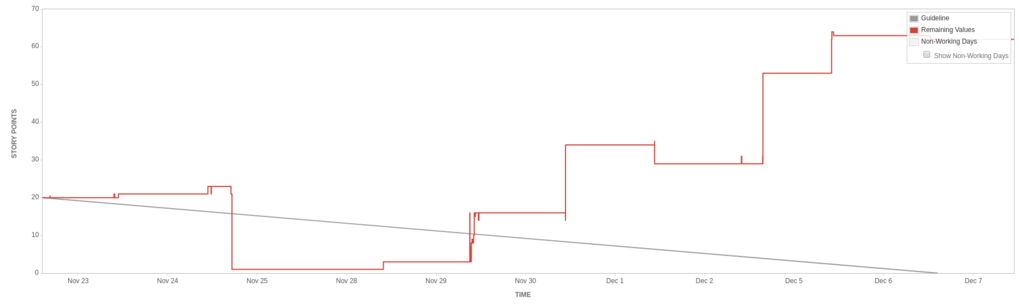 70
60
50
40
30
20
10
0
STORY POINTS
Guideline
Remaining Values
Non-Working Days
Show Non-Working Days
Nov 23 Nov 24 Nov 25 Nov 28 Nov 29 Nov 30 Dec 1 Dec 2 Dec 5 Dec 6 Dec 7
TIME